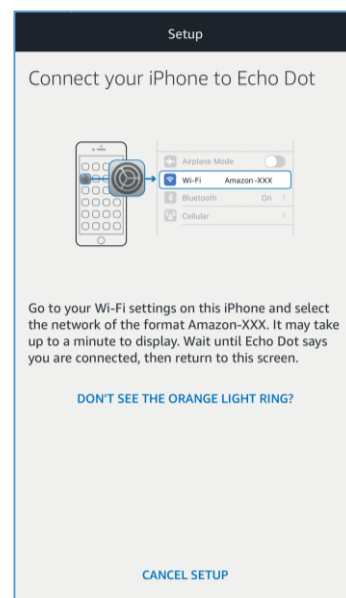 Setup
Connect your iPhone to Echo Dot
Airplane Mode
Wi-Fi Amazon-XXX
Bluetooth On
Cellular
Go to your Wi-Fi settings on this iPhone and select
the network of the format Amazon-XXX. It may take
up to a minute to display. Wait until Echo Dot says
you are connected, then return to this screen.
DON'T SEE THE ORANGE LIGHT RING?
CANCEL SETUP